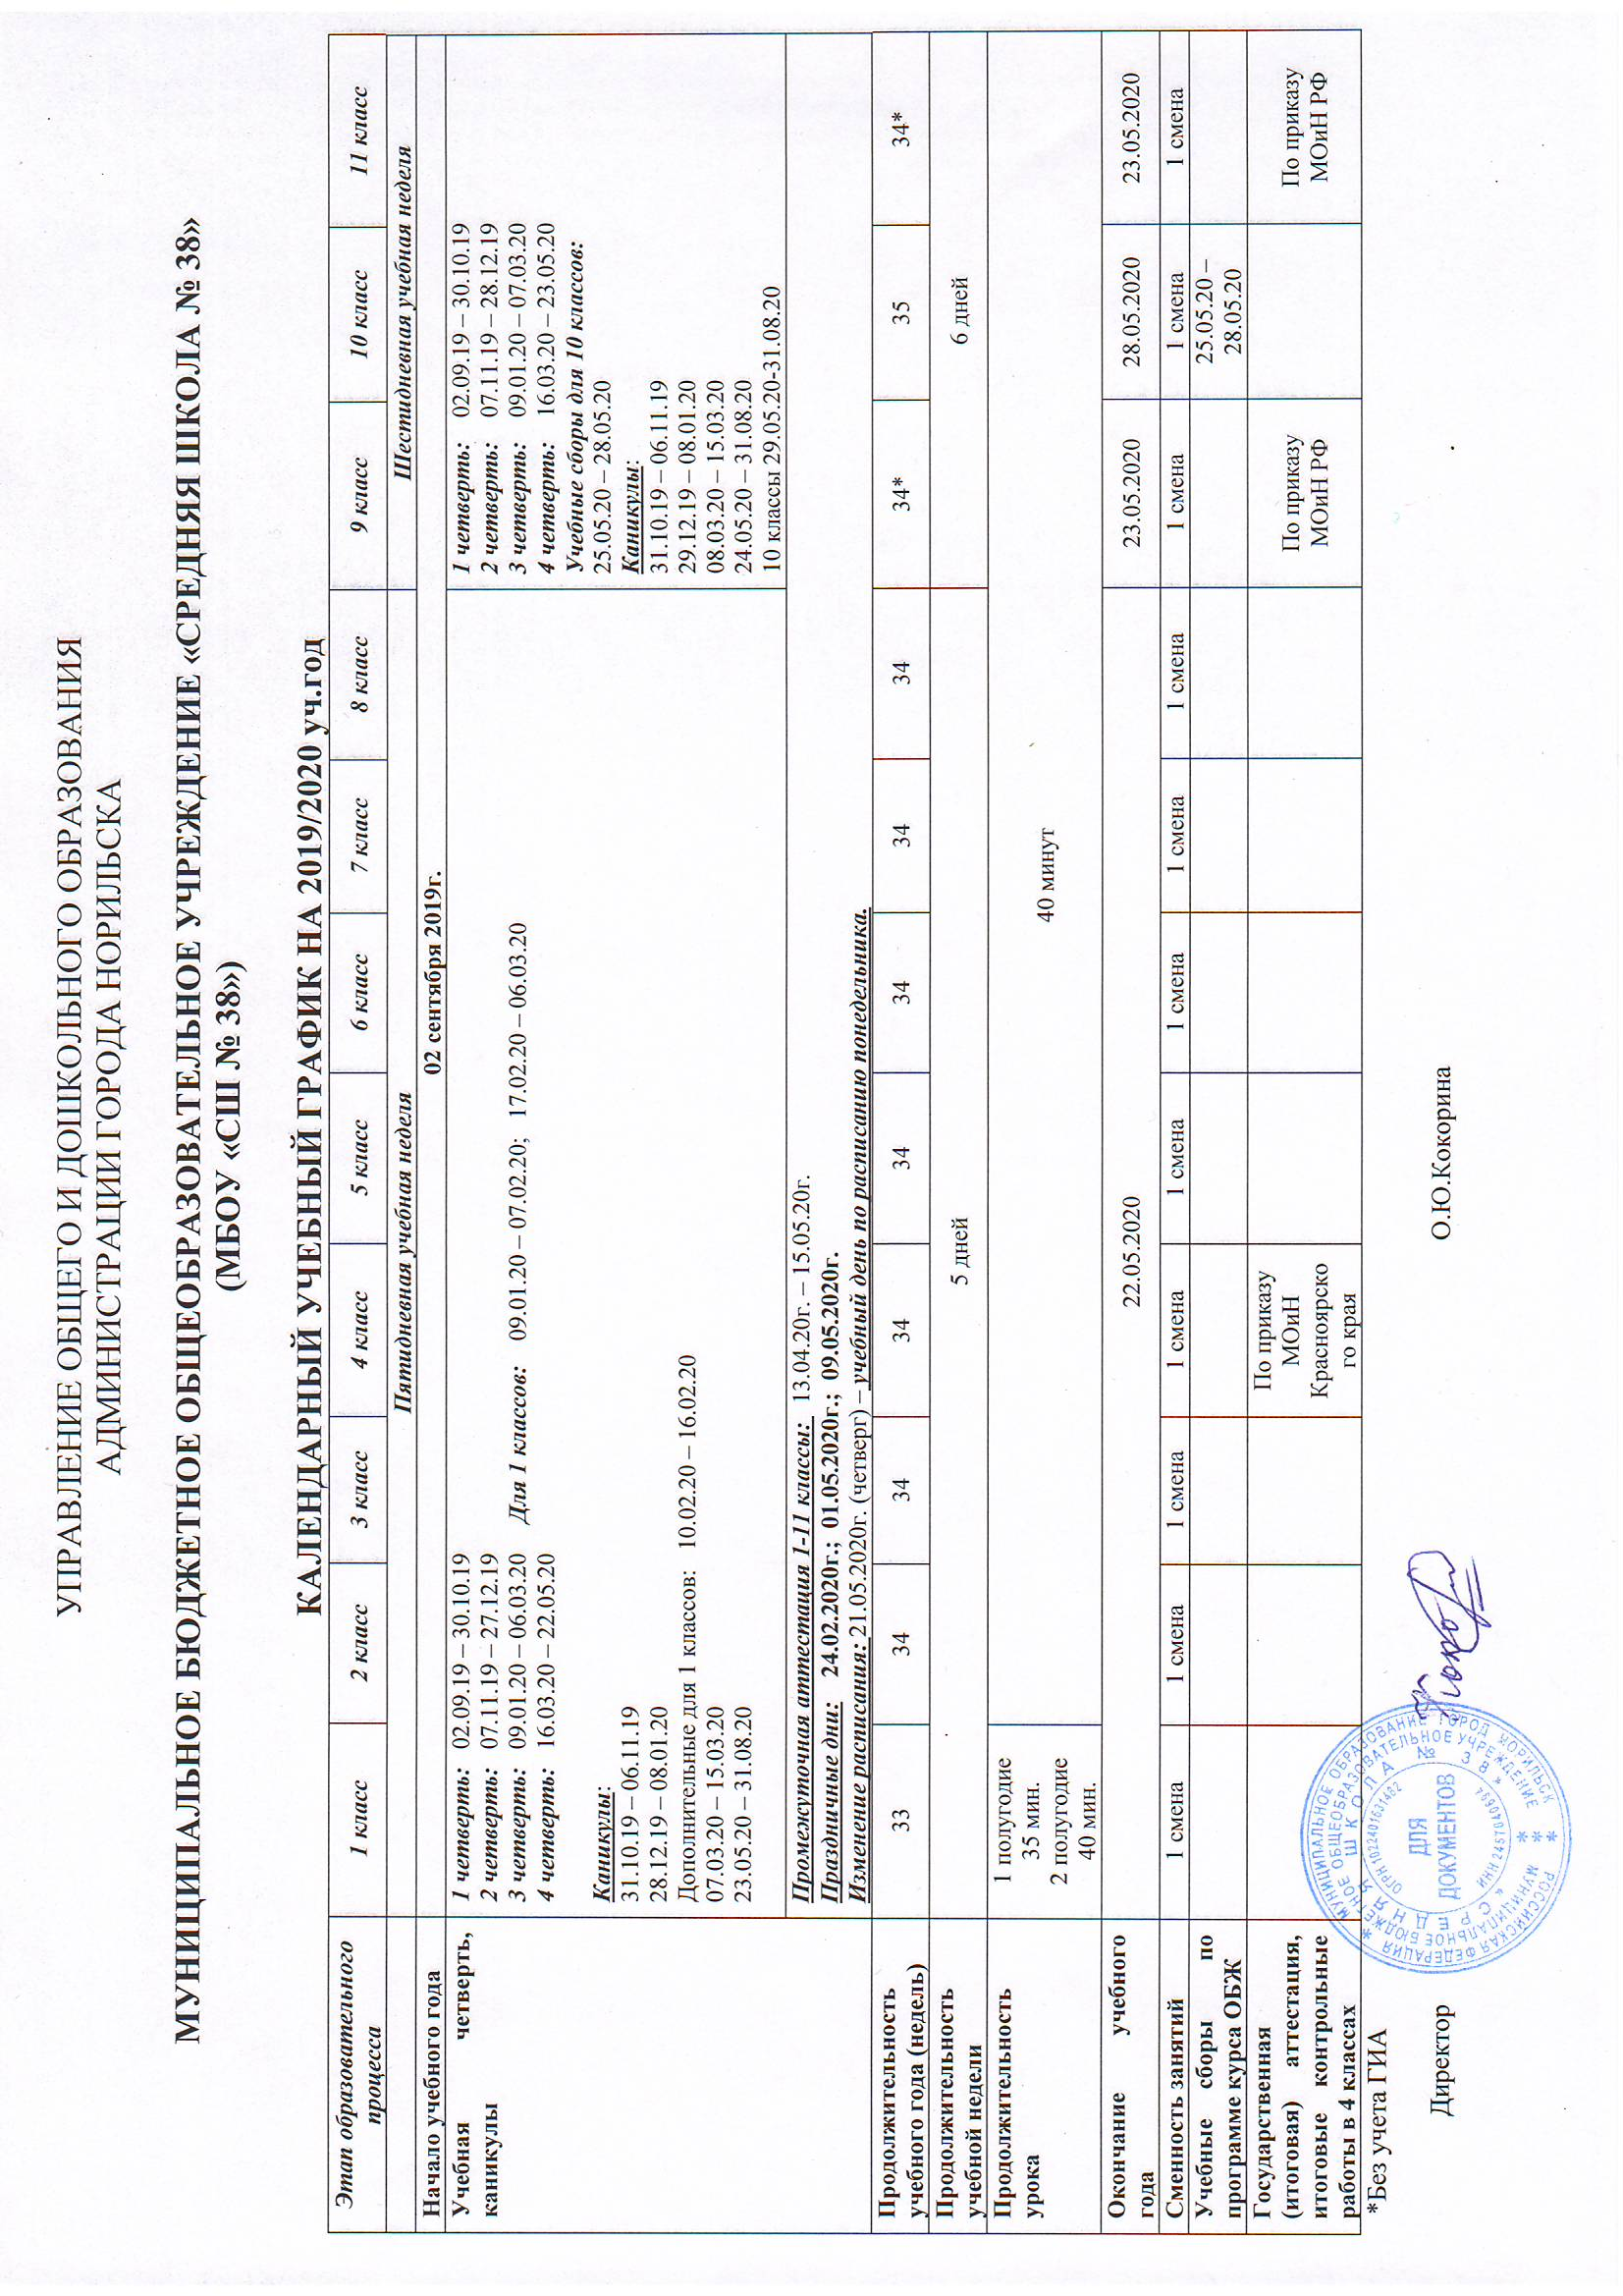 УПРАВЛЕНИЕ ОБЩЕГО И ДОШКОЛЬНОГО ОБРАЗОВАНИЯ
АДМИНИСТРАЦИИ ГОРОДА НОРИЛЬСКА
МУНИЦИПАЛЬНОЕ БЮДЖЕТНОЕ ОБЩЕОБРАЗОВАТЕЛЬНОЕ УЧРЕЖДЕНИЕ «СРЕДНЯЯ ШКОЛА № 38»
(МБОУ «СШ № 38»)
КАЛЕНДАРНЫЙ УЧЕБНЫЙ ГРАФИК НА 2019/2020 уч.год
Этап образовательного процесса 1 класс 2 класс 3 класс 4 класс 5 класс 6 класс 7 класс 8 класс 9 класс 10 класс 11 класс
Пятидневная учебная неделя Шестидневная учебная неделя
Начало учебного года 02 сентября 2019г.
Учебная четверть, каникулы
1 четверть: 02.09.19 – 30.10.19
2 четверть: 07.11.19 – 27.12.19
3 четверть: 09.01.20 – 06.03.20 Для 1 классов: 09.01.20 – 07.02.20; 17.02.20 – 06.03.20
4 четверть: 16.03.20 – 22.05.20
Каникулы:
31.10.19 – 06.11.19
28.12.19 – 08.01.20
Дополнительные для 1 классов: 10.02.20 – 16.02.20
07.03.20 – 15.03.20
23.05.20 – 31.08.20
1 четверть: 02.09.19 – 30.10.19
2 четверть: 07.11.19 – 28.12.19
3 четверть: 09.01.20 – 07.03.20
4 четверть: 16.03.20 – 23.05.20
Учебные сборы для 10 классов:
25.05.20 – 28.05.20
Каникулы:
31.10.19 – 06.11.19
29.12.19 – 08.01.20
08.03.20 – 15.03.20
24.05.20 – 31.08.20
10 классы 29.05.20-31.08.20
Промежуточная аттестация 1-11 классы: 13.04.20г. – 15.05.20г.
Праздничные дни: 24.02.2020г.; 01.05.2020г.; 09.05.2020г.
Изменение расписания: 21.05.2020г. (четверг) – учебный день по расписанию понедельника.
Продолжительность учебного года (недель) 33 34 34 34 34 34 34 34 34* 35 34*
Продолжительность учебной недели 5 дней 6 дней
Продолжительность урока
1 полугодие
35 мин.
2 полугодие
40 мин.
40 минут
Окончание учебного года 22.05.2020 23.05.2020 28.05.2020 23.05.2020
Сменность занятий 1 смена 1 смена 1 смена 1 смена 1 смена 1 смена 1 смена 1 смена 1 смена 1 смена 1 смена
Учебные сборы по программе курса ОБЖ 25.05.20 – 28.05.20
Государственная (итоговая) аттестация, итоговые контрольные работы в 4 классах
По приказу
МОиН
Красноярско
го края
По приказу
МОиН РФ
По приказу
МОиН РФ
*Без учета ГИА
Директор О.Ю.Кокорина
РОССИЙСКАЯ ФЕДЕРАЦИЯ * МУНИЦИПАЛЬНОЕ ОБРАЗОВАНИЕ ГОРОД НОРИЛЬСК
МУНИЦИПАЛЬНОЕ БЮДЖЕТНОЕ ОБЩЕОБРАЗОВАТЕЛЬНОЕ УЧРЕЖДЕНИЕ
«СРЕДНЯЯ ШКОЛА № 38»
ДЛЯ
ДОКУМЕНТОВ